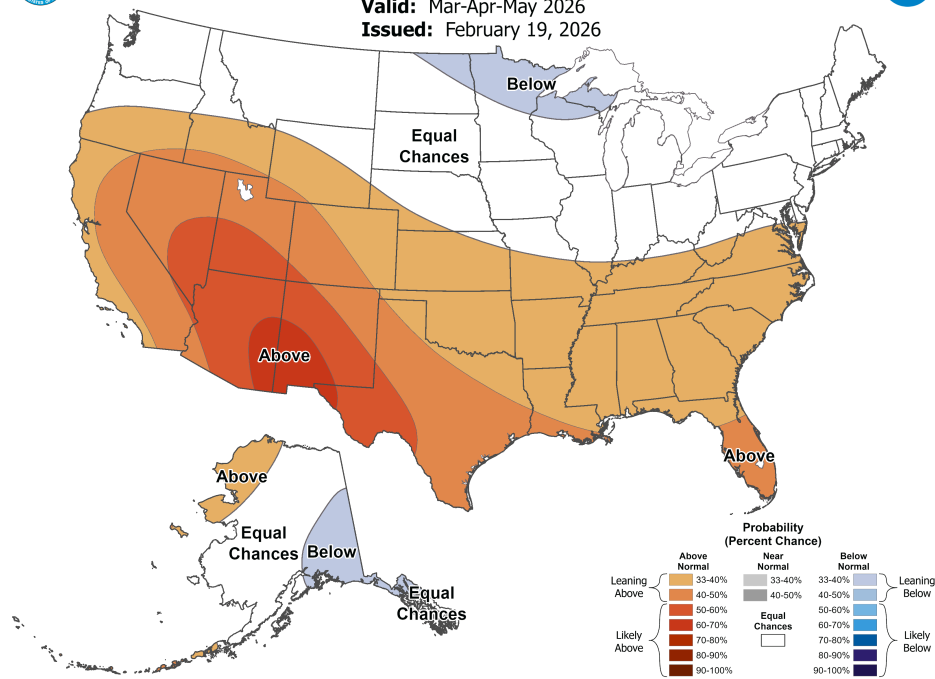 Valid: Mar-Apr-May 2026
Issued: February 19, 2026
Below
Equal
Chances
Above
Above
Above
Equal
Chances
Below
Equal
Chances
Probability
(Percent Chance)
Above
Normal
Near
Normal
Below
Normal
Leaning
Above
33-40%
40-50%
Likely
Above
50-60%
60-70%
70-80%
80-90%
90-100%
33-40%
40-50%
Equal
Chances
33-40%
40-50%
Leaning
Below
50-60%
60-70%
70-80%
80-90%
90-100%
Likely
Below